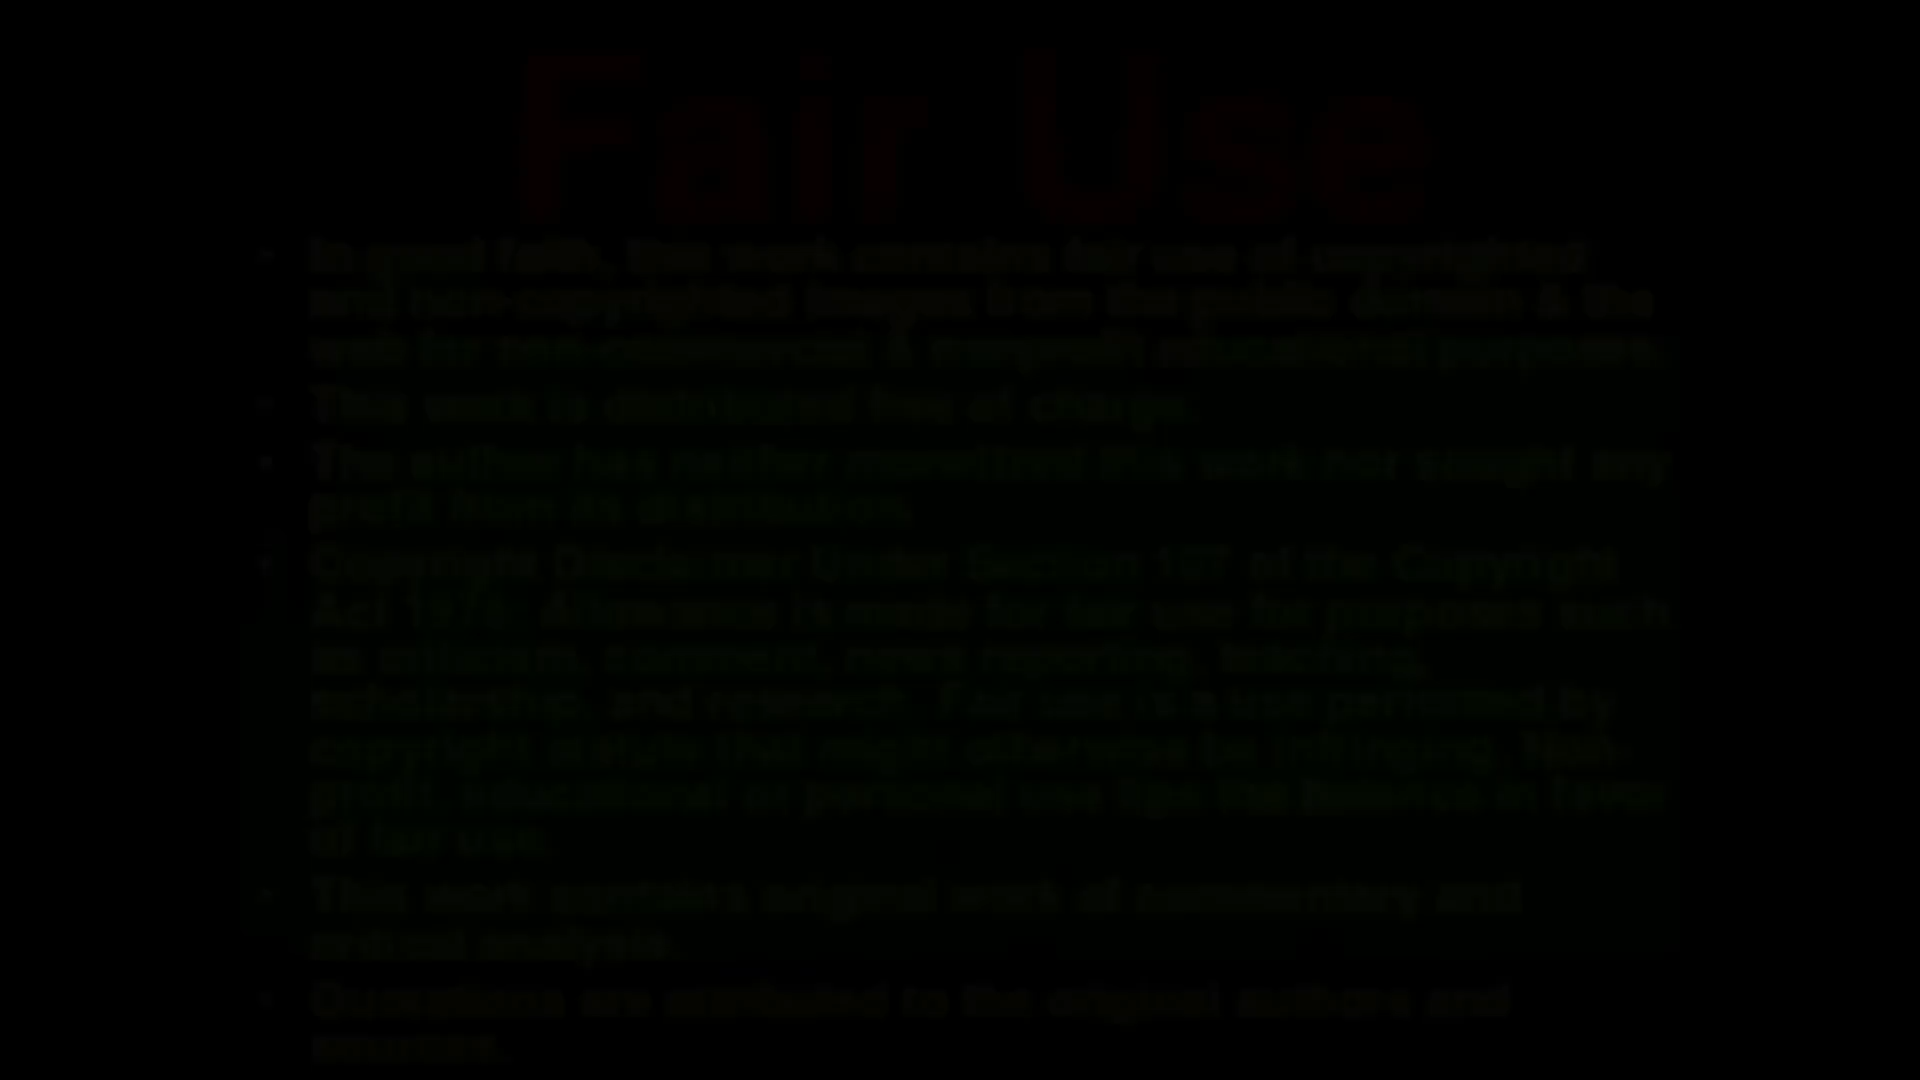 Fair Use
• In good faith, this work contains fair use of copyrighted
and non-copyrighted images from the public domain & the
web for non-commercial & nonprofit educational purposes.
• This work is distributed free of charge.
• The author has neither monetized this work nor sought any
profit from its distribution.
• Copyright Disclaimer Under Section 107 of the Copyright
Act 1976: Allowance is made for fair use for purposes such
as criticism, comment, news reporting, teaching,
scholarship, and research. Fair use is a use permitted by
copyright statute that might otherwise be infringing. Non-
profit, educational or personal use tips the balance in favor
of fair use.
• This work contains original work of commentary and
critical analysis.
• Quotations are attributed to the original authors and
sources.